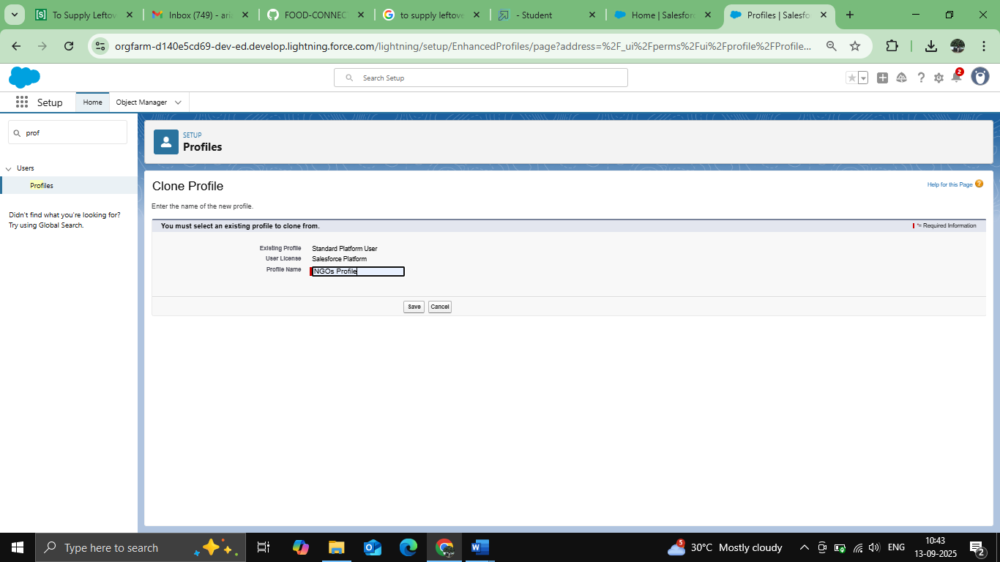 To Supply Leftov
Inbox (749) - aria
FOOD-CONNEC
to supply leftove
- Student
Home | Salesforc
Profiles | Salesfo
orgfarm-d140e5cd69-dev-ed.develop.lightning.force.com/lightning/setup/EnhancedProfiles/page?address=%2F_ui%2Fperms%2Fui%2Fprofile%2FProfile...
Search Setup
2
Setup
Home
Object Manager
prof
Users
Profiles
Didn't find what you're looking for?
Try using Global Search.
SETUP
Profiles
Clone Profile
Help for this Page
Enter the name of the new profile.
You must select an existing profile to clone from.
*= Required Information
Existing Profile Standard Platform User
User License Salesforce Platform
Profile Name NGOs Profile
Save Cancel
Type here to search
5
30°C Mostly cloudy
ENG
10:43
13-09-2025
2